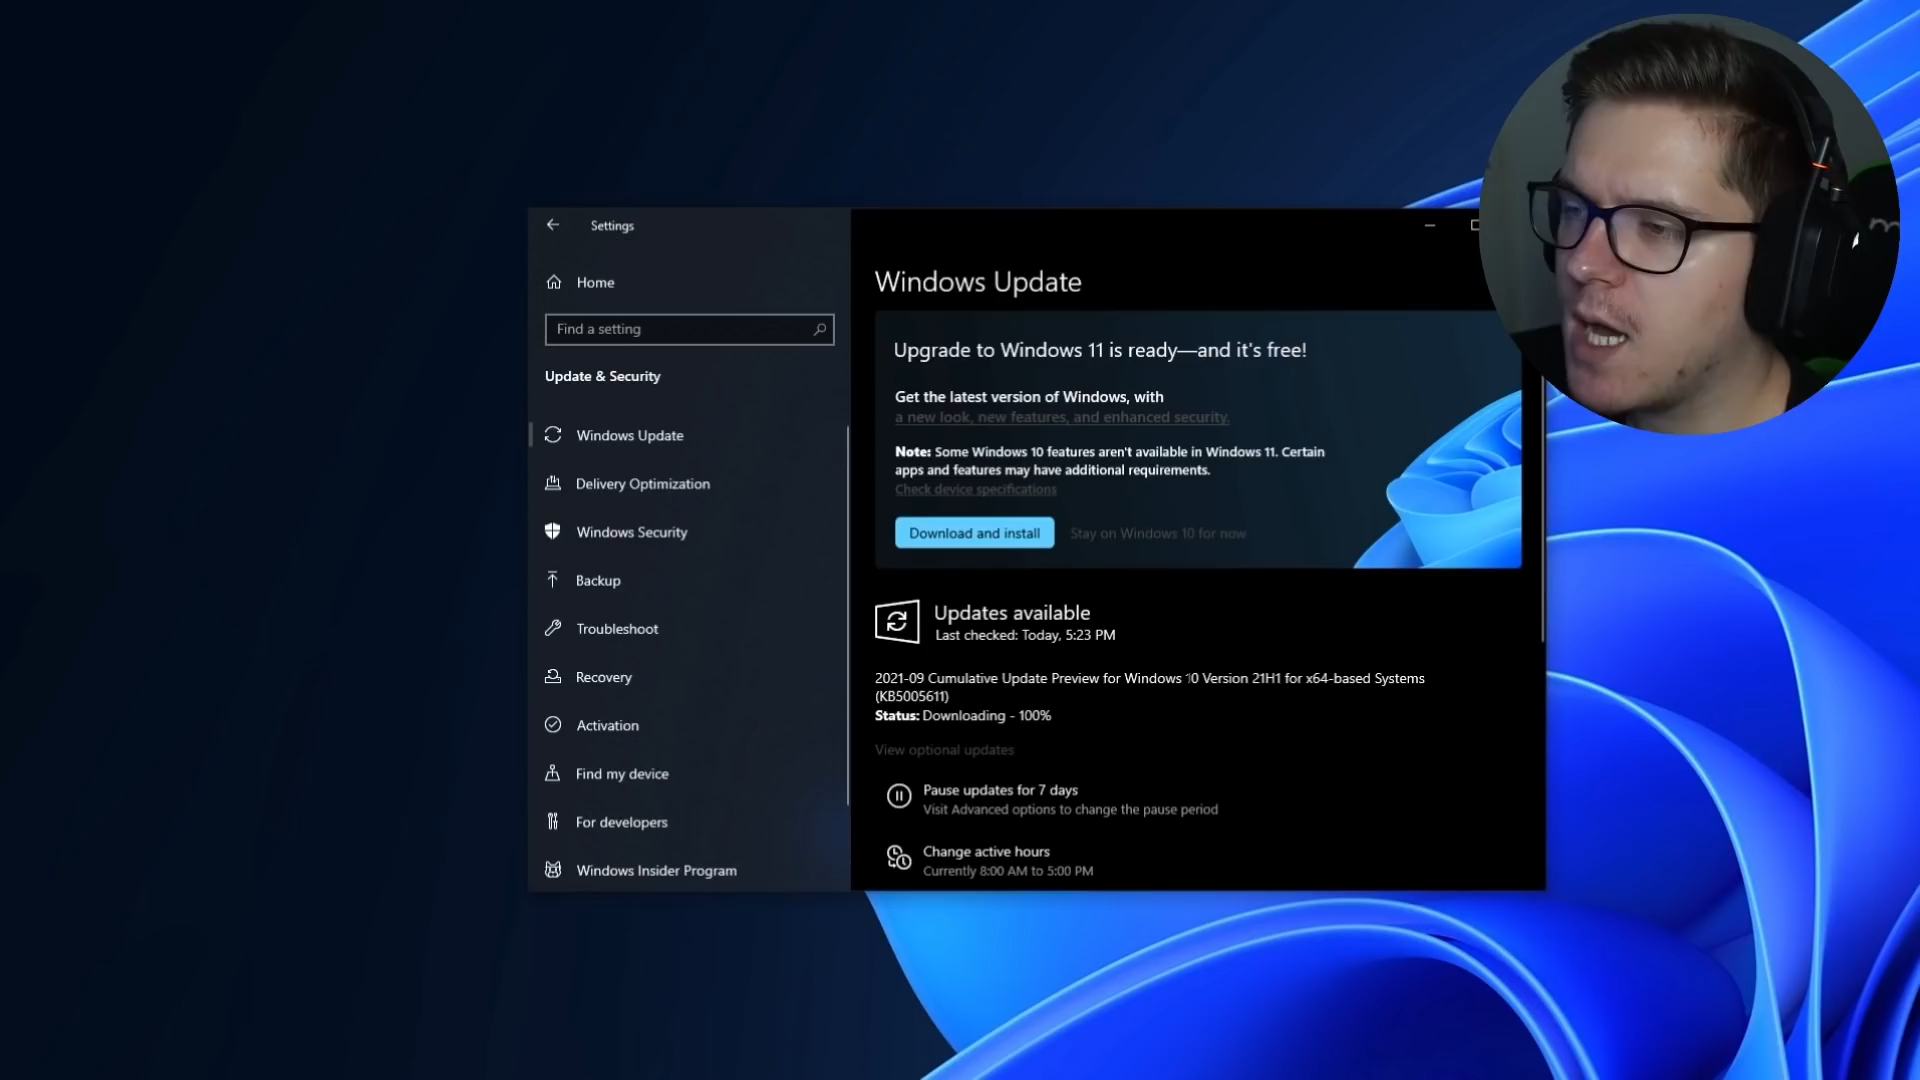 Settings
Home
Find a setting
Update & Security
Windows Update
Delivery Optimization
Windows Security
Backup
Troubleshoot
Recovery
Activation
Find my device
For developers
Windows Insider Program
Windows Update
Upgrade to Windows 11 is ready—and it's free!
Get the latest version of Windows, with
a new look, new features, and enhanced security.
Note: Some Windows 10 features aren't available in Windows 11. Certain
apps and features may have additional requirements.
Check device specifications
Download and install
Stay on Windows 10 for now
Updates available
Last checked: Today, 5:23 PM
2021-09 Cumulative Update Preview for Windows 10 Version 21H1 for x64-based Systems
(KB5005611)
Status: Downloading - 100%
View optional updates
Pause updates for 7 days
Visit Advanced options to change the pause period
Change active hours
Currently 8:00 AM to 5:00 PM